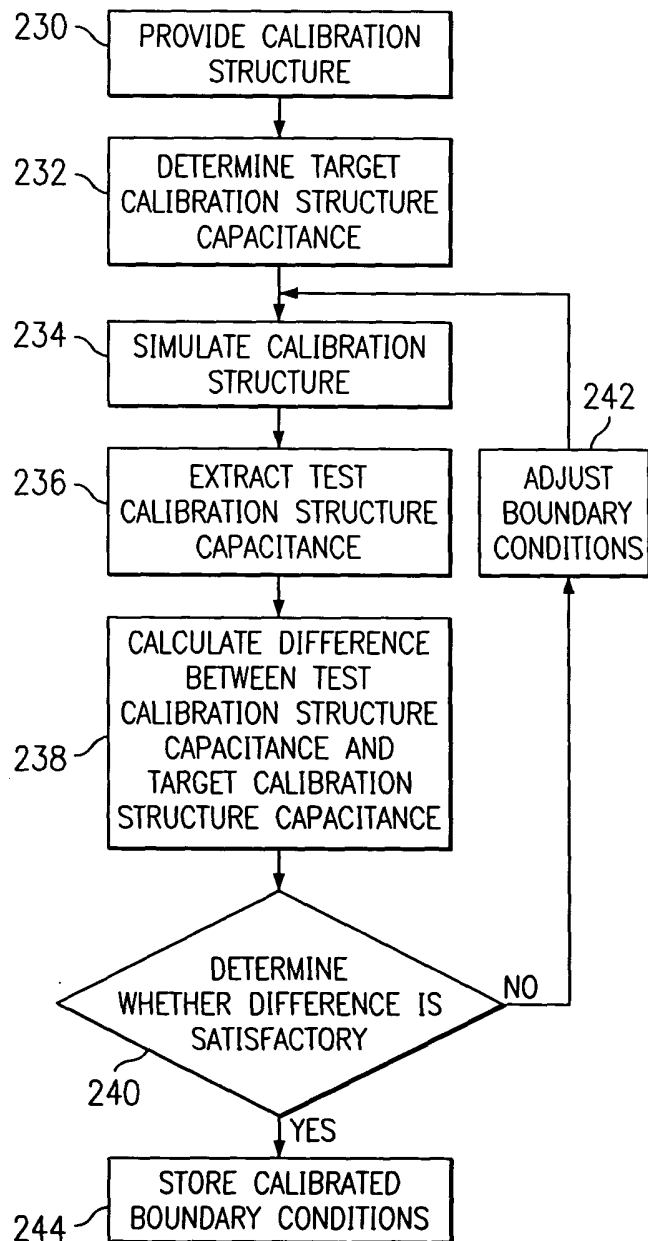 230
PROVIDE CALIBRATION
STRUCTURE
232
DETERMINE TARGET
CALIBRATION STRUCTURE
CAPACITANCE
234
SIMULATE CALIBRATION
STRUCTURE
242
236
EXTRACT TEST
CALIBRATION STRUCTURE
CAPACITANCE
ADJUST
BOUNDARY
CONDITIONS
238
CALCULATE DIFFERENCE
BETWEEN TEST
CALIBRATION STRUCTURE
CAPACITANCE AND
TARGET CALIBRATION
STRUCTURE CAPACITANCE
DETERMINE
WHETHER DIFFERENCE IS
SATISFACTORY
NO
240
YES
244
STORE CALIBRATED
BOUNDARY CONDITIONS